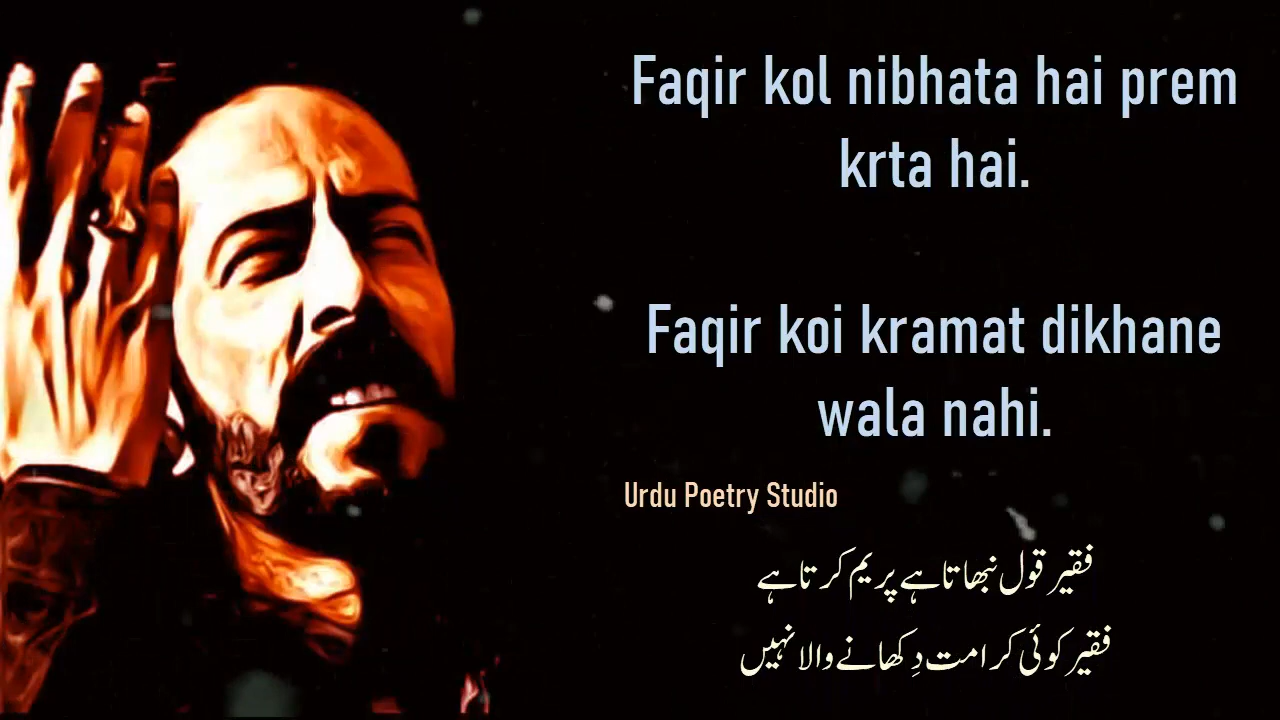 Faqir kol nibhata hai prem
krta hai.
Faqir koi kramat dikhane
wala nahi.
Urdu Poetry Studio
فقیر قول نبھاتا ہے پریم کرتا ہے
فقیر کوئی کرامت دِکھانے والا نہیں